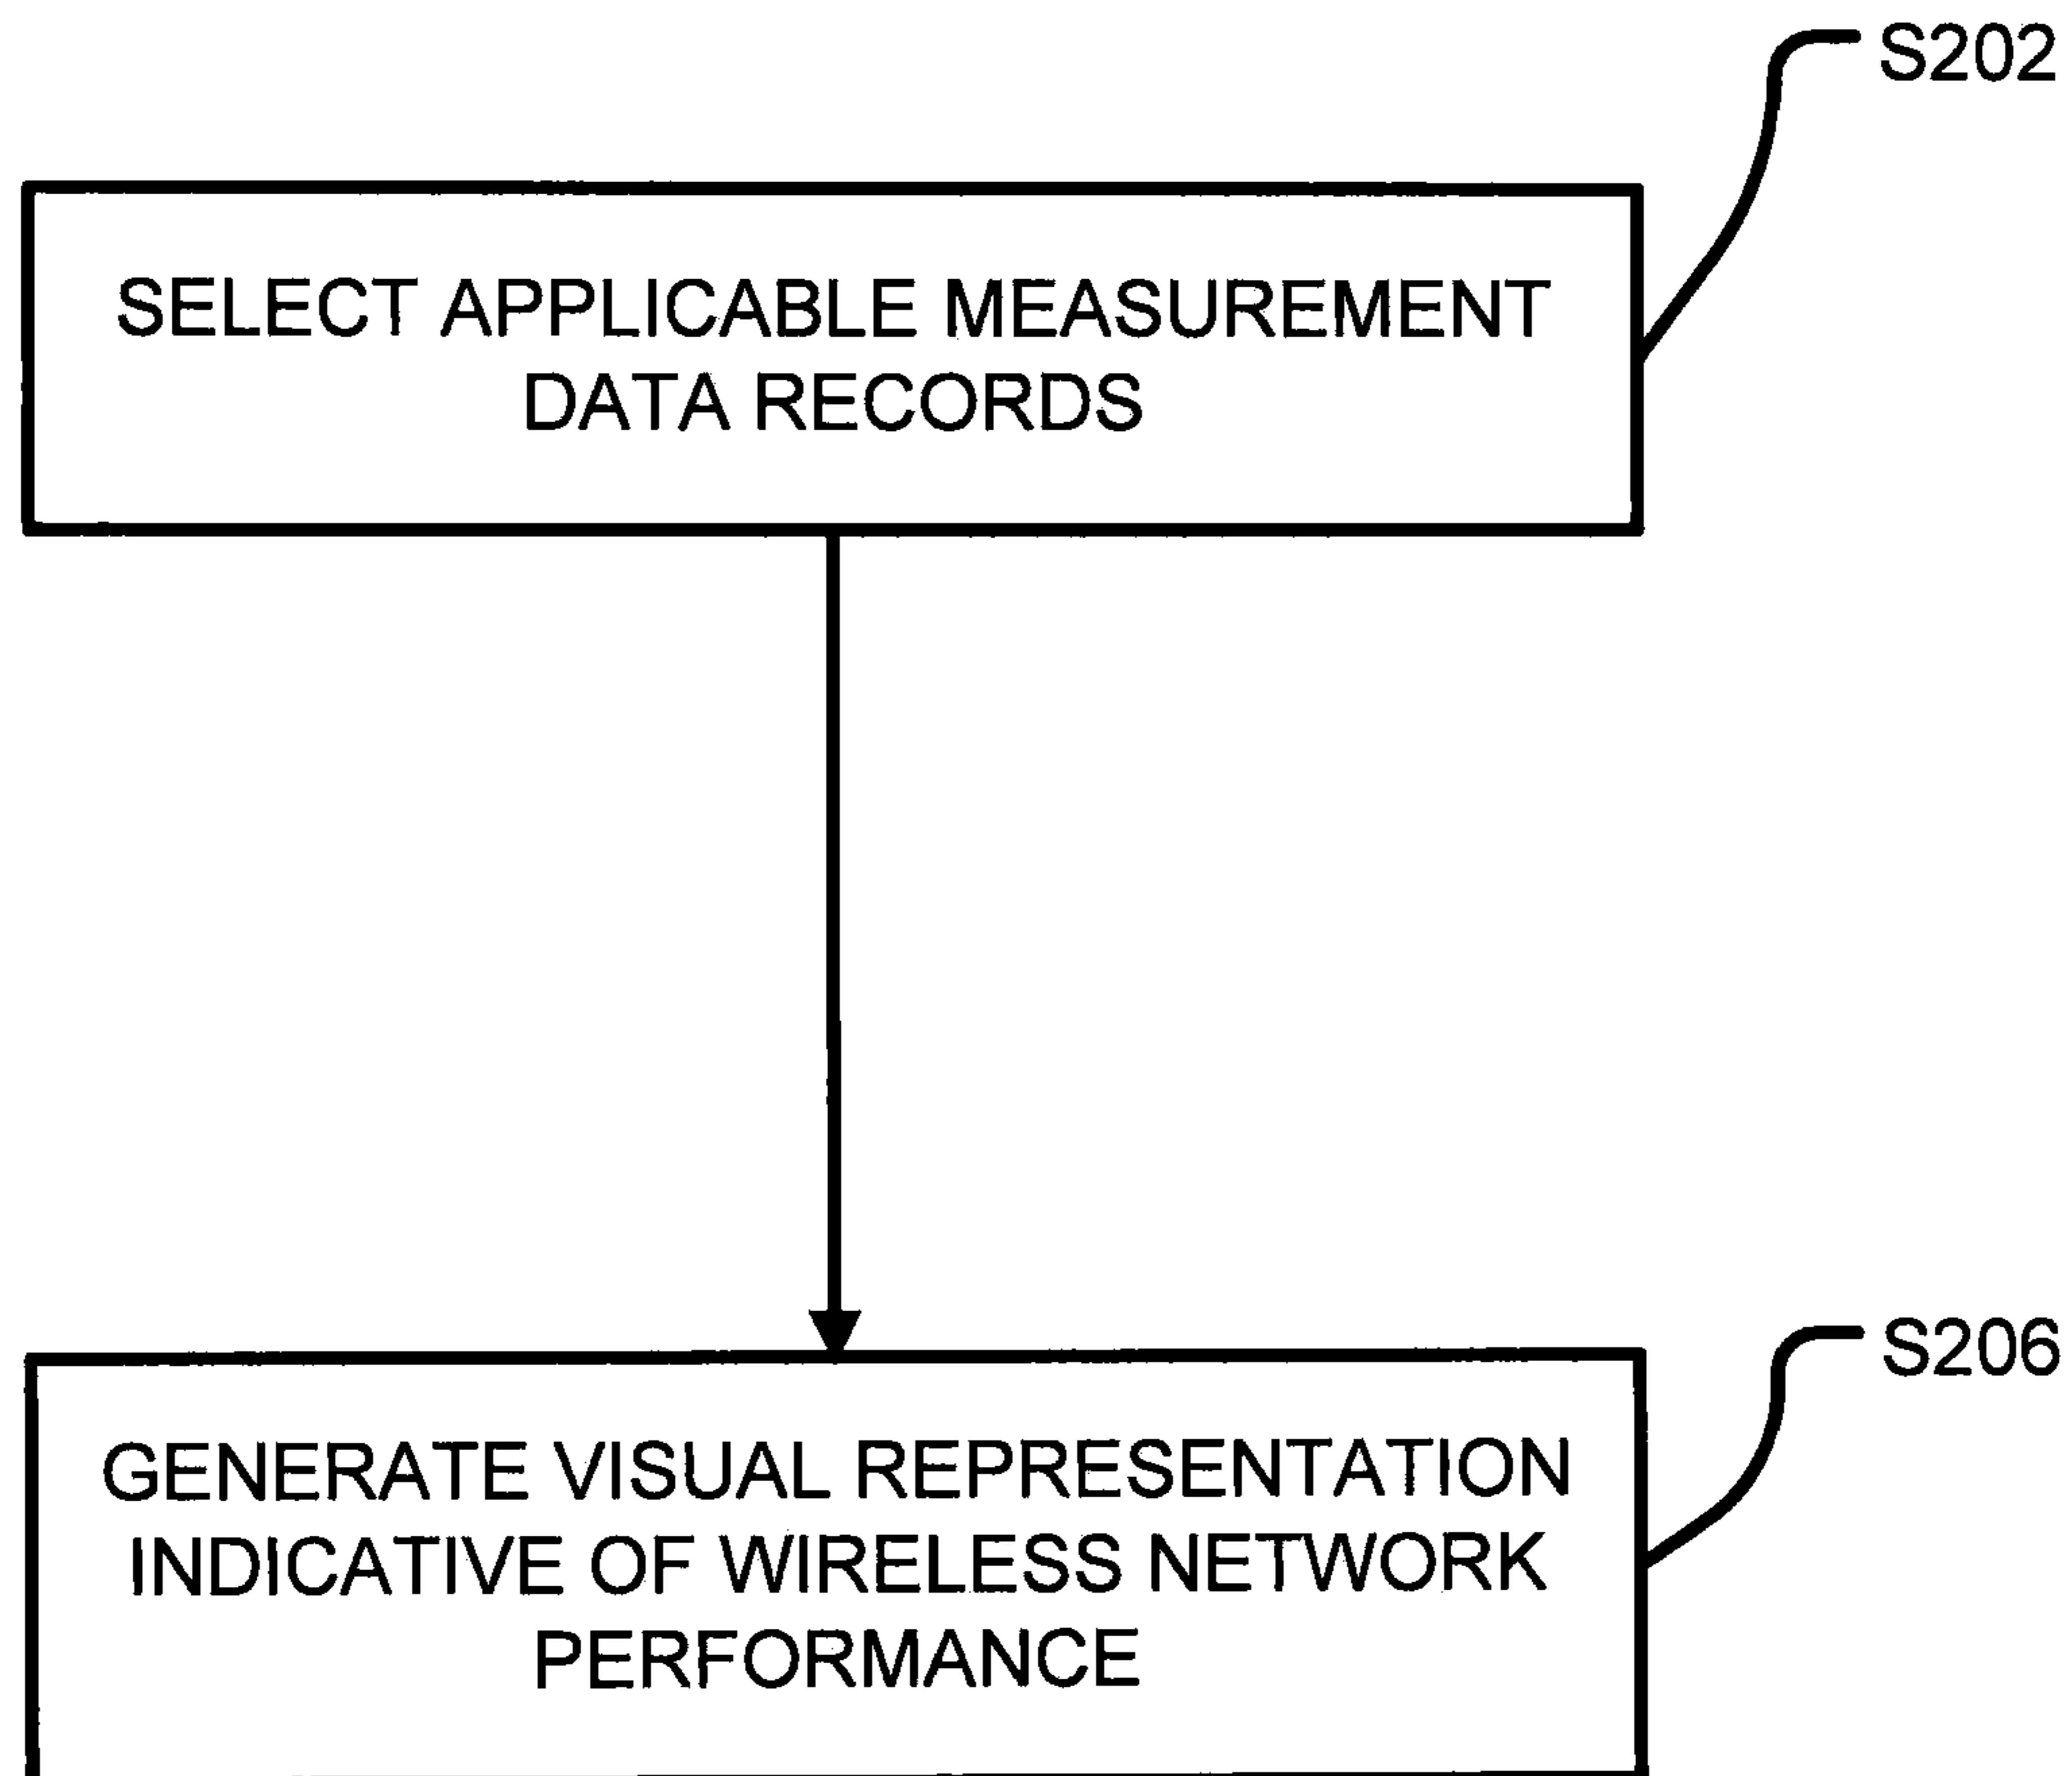 S202
SELECT APPLICABLE MEASUREMENT
DATA RECORDS
S206
GENERATE VISUAL REPRESENTATION
INDICATIVE OF WIRELESS NETWORK
PERFORMANCE